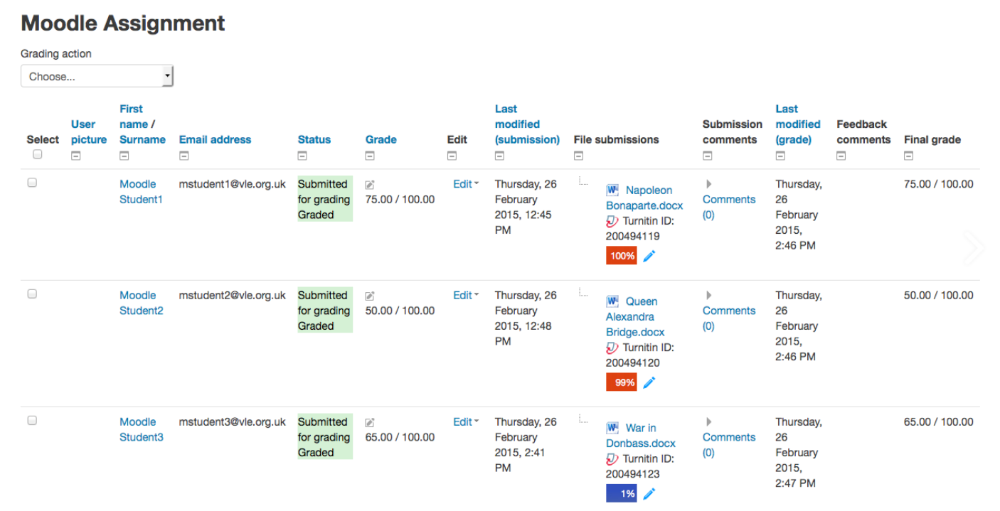 Moodle Assignment
Grading action
Choose...
Select
User
picture
First
name /
Surname
Email address
Status
Grade
Edit
Last
modified
(submission)
File submissions
Submission
comments
Last
modified
(grade)
Feedback
comments
Final grade
Moodle
Student1
mstudent1@vle.org.uk
Submitted
for grading
Graded
75.00 / 100.00
Edit
Thursday, 26
February
2015, 12:45
PM
Napoleon
Bonaparte.docx
Turnitin ID:
200494119
100%
Comments
(0)
Thursday,
26
February
2015,
2:46 PM
75.00 / 100.00
Moodle
Student2
mstudent2@vle.org.uk
Submitted
for grading
Graded
50.00 / 100.00
Edit
Thursday, 26
February
2015, 12:48
PM
Queen
Alexandra
Bridge.docx
Turnitin ID:
200494120
99%
Comments
(0)
Thursday,
26
February
2015,
2:46 PM
50.00 / 100.00
Moodle
Student3
mstudent3@vle.org.uk
Submitted
for grading
Graded
65.00 / 100.00
Edit
Thursday, 26
February
2015, 2:41
PM
War in
Donbass.docx
Turnitin ID:
200494123
1%
Comments
(0)
Thursday,
26
February
2015,
2:47 PM
65.00 / 100.00